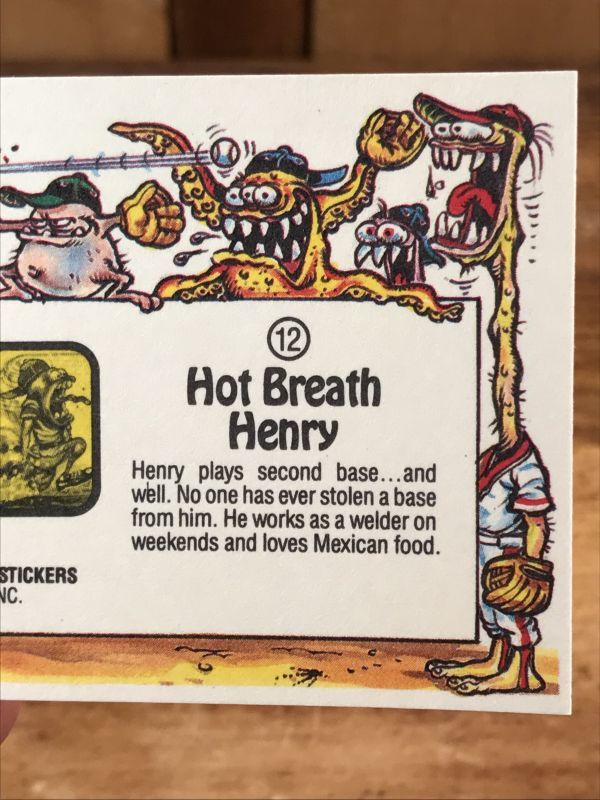 12
Hot Breath
Henry
Henry plays second base...and
well. No one has ever stolen a base
from him. He works as a welder on
weekends and loves Mexican food.
STICKERS
NC.